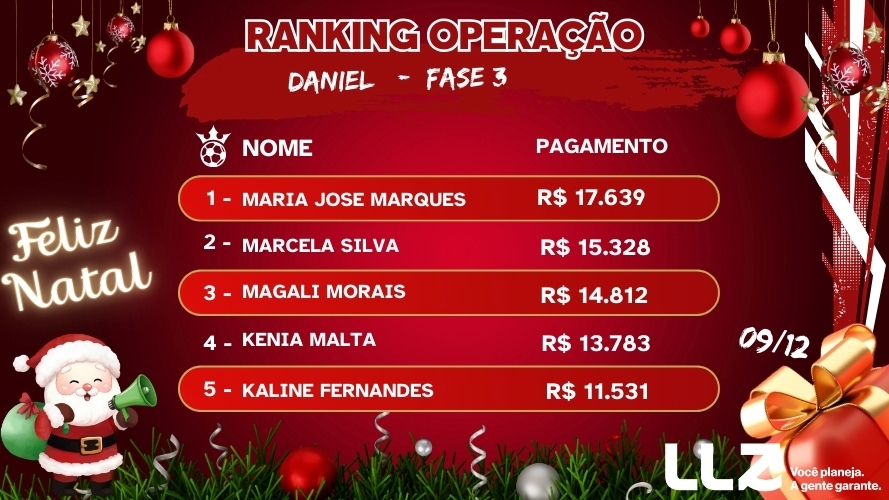 RANKING OPERAÇÃO
DANIEL - FASE 3
NOME PAGAMENTO
1 - MARIA JOSE MARQUES R$ 17.639
2 - MARCELA SILVA R$ 15.328
3 - MAGALI MORAIS R$ 14.812
4 - KENIA MALTA R$ 13.783
5 - KALINE FERNANDES R$ 11.531
Feliz
Natal
09/12
LLZ
Você planeja.
A gente garante.